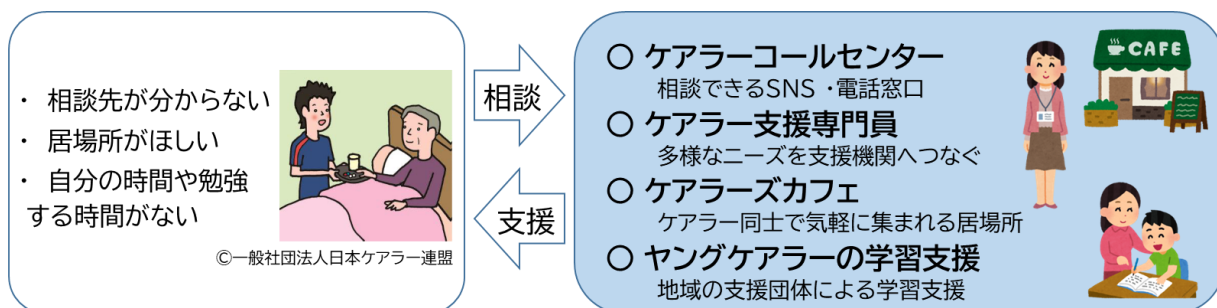 ・ 相談先が分からない
・ 居場所がほしい
・ 自分の時間や勉強
する時間がない
©一般社団法人日本ケアラー連盟
相談
支援
○ ケアラーコールセンター
相談できるSNS・電話窓口
○ ケアラー支援専門員
多様なニーズを支援機関へつなぐ
○ ケアラーズカフェ
ケアラー同士で気軽に集まれる居場所
○ ヤングケアラーの学習支援
地域の支援団体による学習支援
CAFE